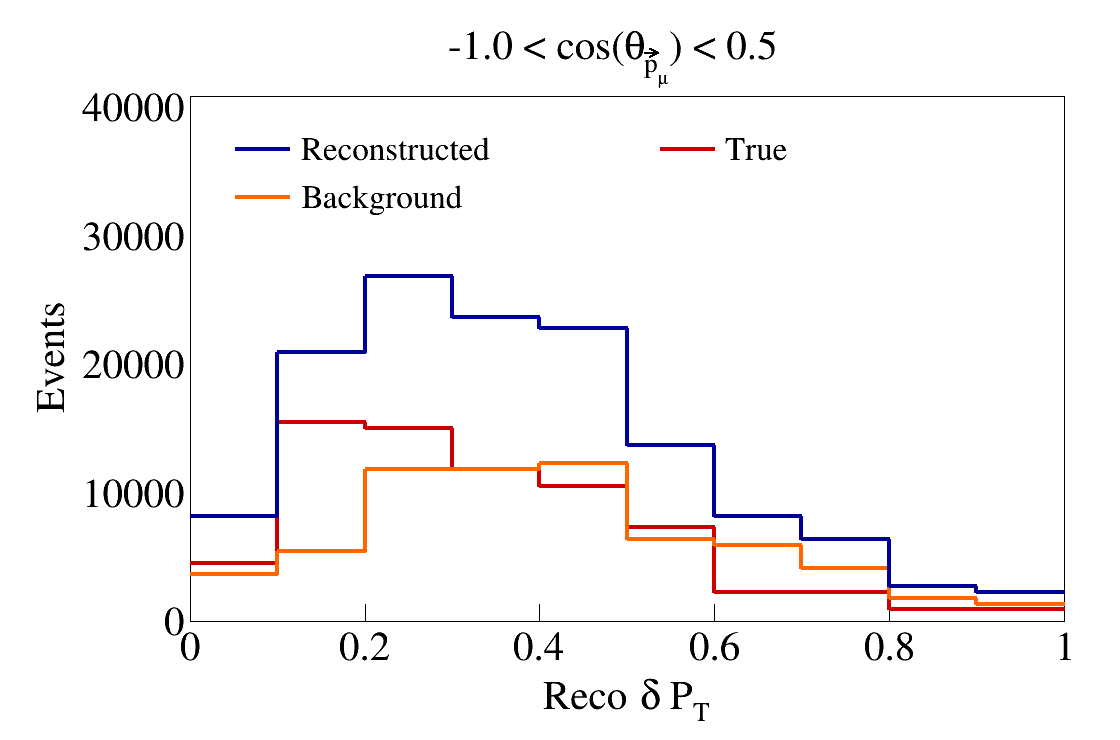 -1.0 < cos(θ_p⃗_μ) < 0.5
40000
Reconstructed
True
Background
30000
Events
20000
10000
0
0 0.2 0.4 0.6 0.8 1
Reco δ P_T